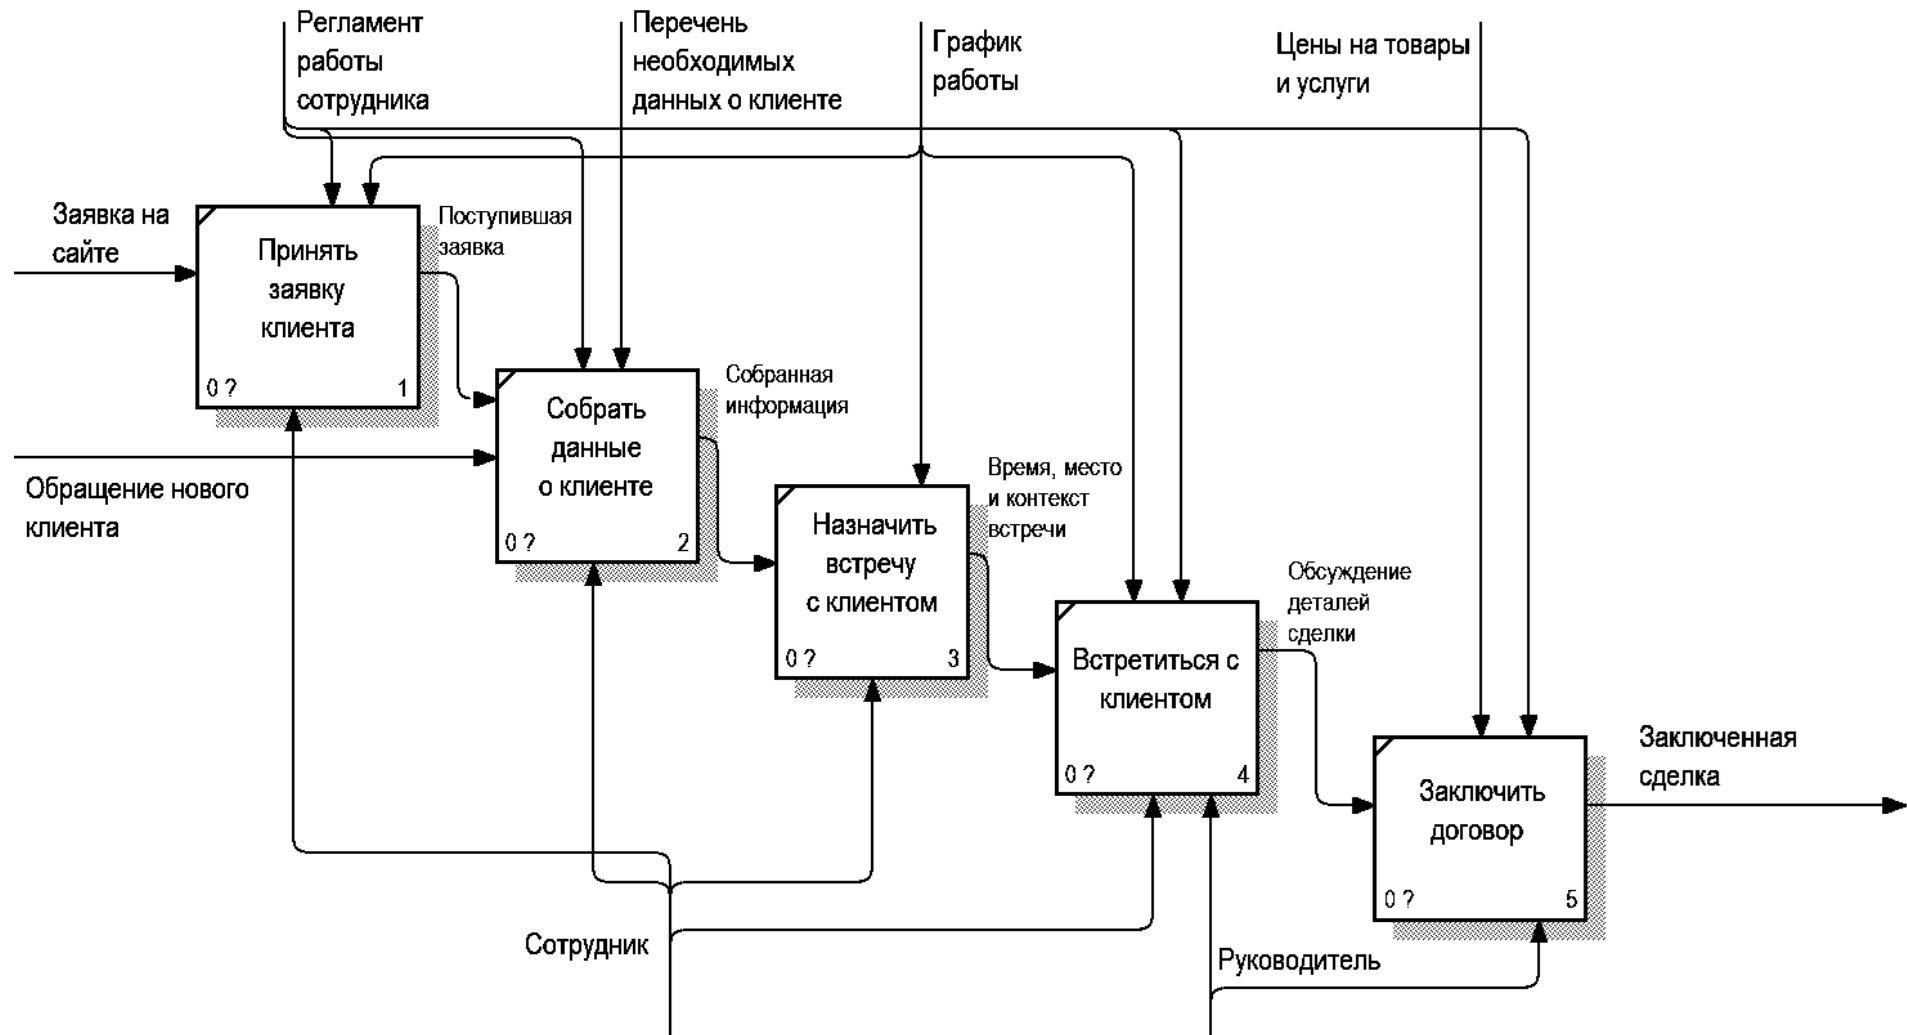 Регламент
работы
сотрудника
Перечень
необходимых
данных о клиенте
График
работы
Цены на товары
и услуги
Заявка на
сайте
Принять
заявку
клиента
0 ?
1
Поступившая
заявка
Обращение нового
клиента
Собрать
данные
о клиенте
0 ?
2
Собранная
информация
Назначить
встречу
с клиентом
0 ?
3
Время, место
и контекст
встречи
Встретиться с
клиентом
0 ?
4
Обсуждение
деталей
сделки
Заключить
договор
0 ?
5
Заключенная
сделка
Сотрудник
Руководитель